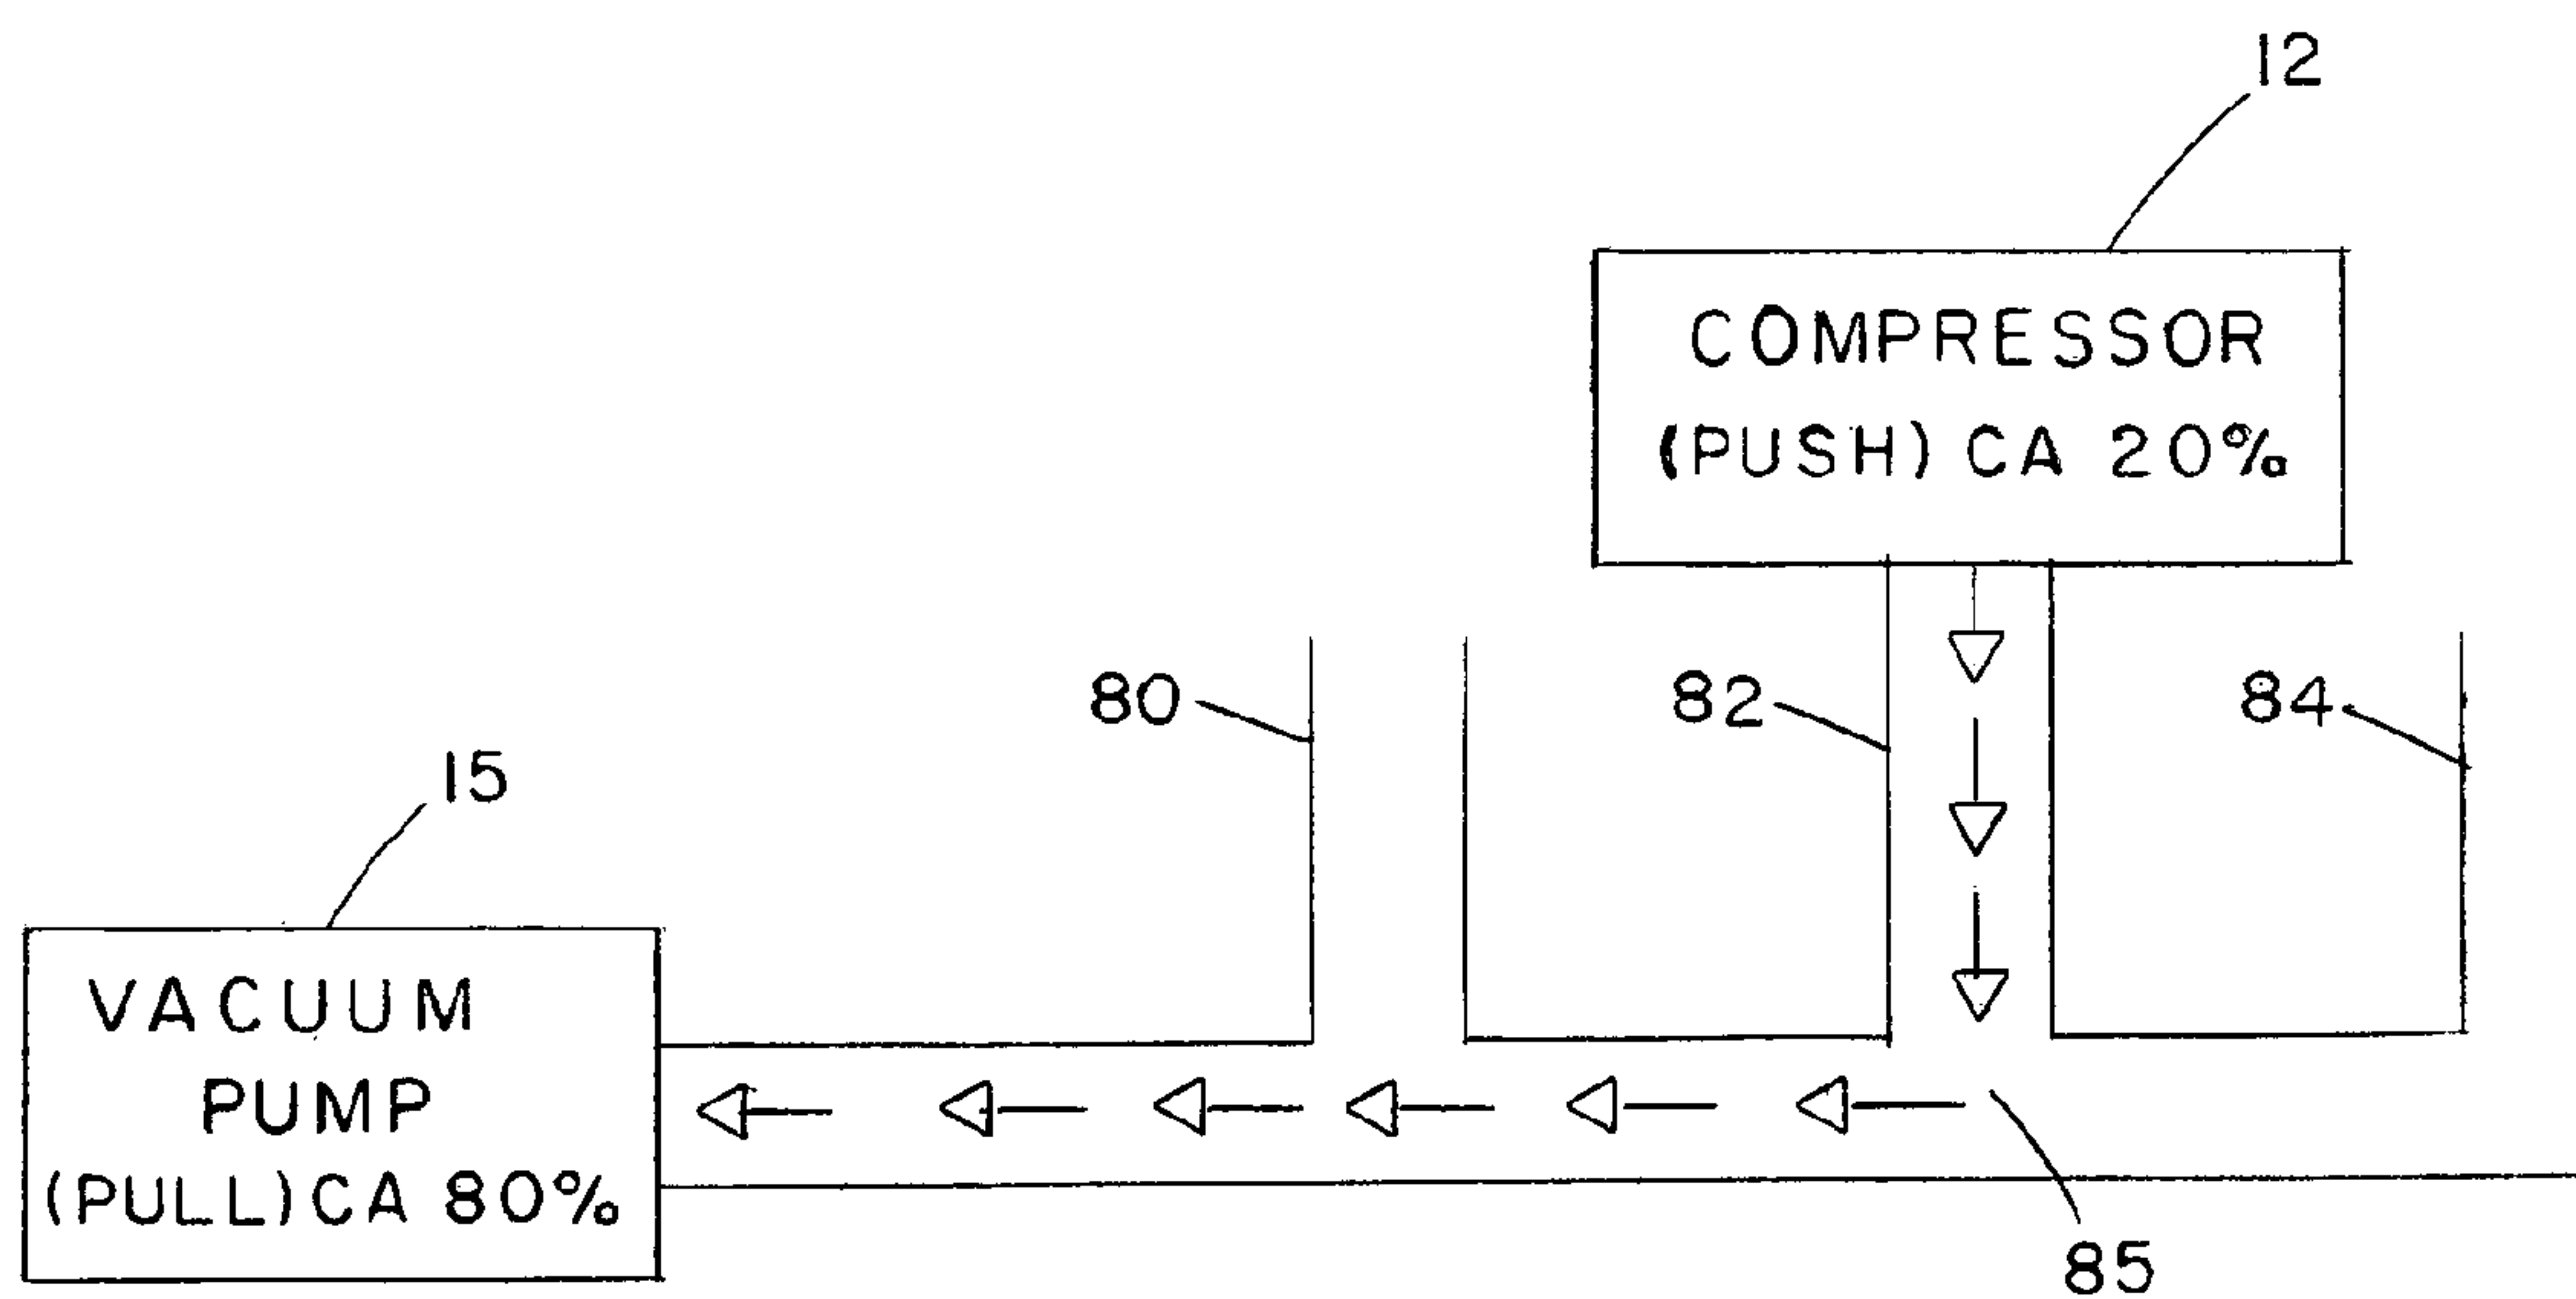 12
COMPRESSOR
(PUSH) CA 20%
80
82
84
15
VACUUM
PUMP
(PULL) CA 80%
85